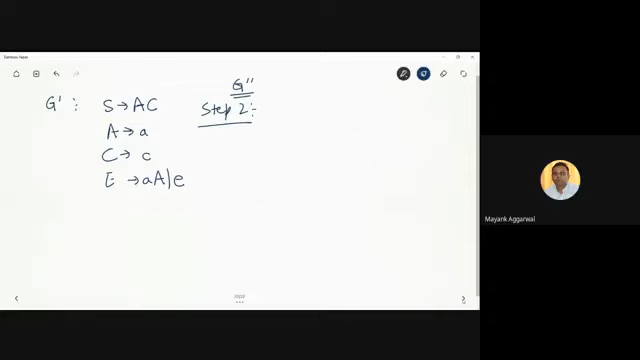 G''
G' : S → AC Step 2 :-
A → a
C → c
E → aA|e
Mayank Aggarwal